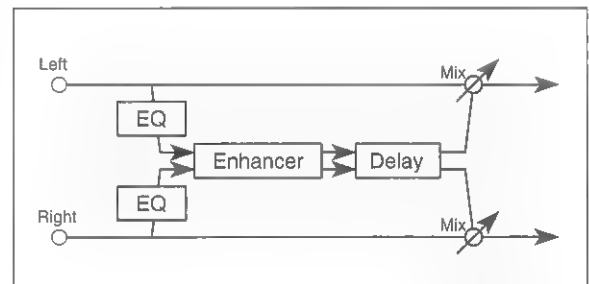 Left
Mix
EQ
Enhancer
Delay
EQ
Right
Mix